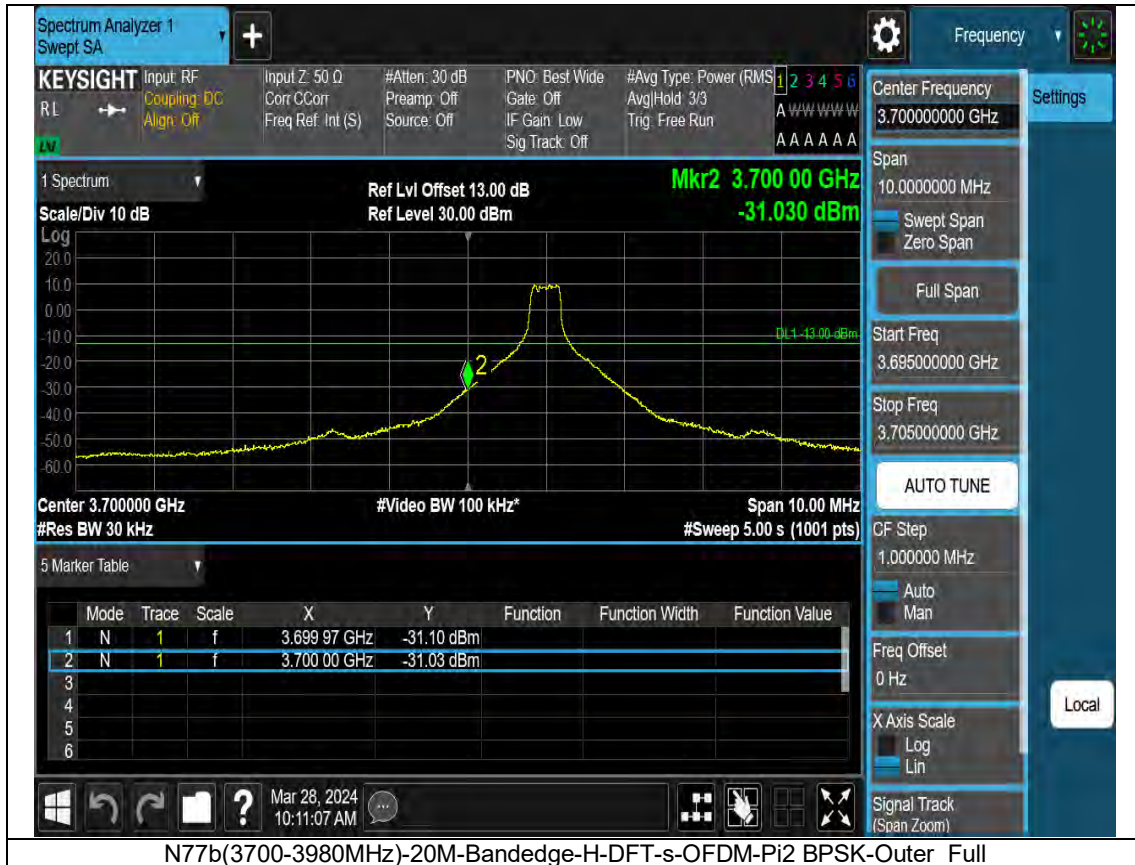 Spectrum Analyzer 1
Swept SA
Frequency
KEYSIGHT
RL
LXI
Input: RF
Coupling: DC
Align: Off
Input Z: 50 Ω
Corr CCorr
Freq Ref: Int (S)
#Atten: 30 dB
Preamp: Off
Source: Off
PNO: Best Wide
Gate: Off
IF Gain: Low
Sig Track: Off
#Avg Type: Power (RMS
Avg|Hold: 3/3
Trig: Free Run
1 2 3 4 5 6
A W W W W W
A A A A A A
1 Spectrum
Scale/Div 10 dB
Ref Lvl Offset 13.00 dB
Ref Level 30.00 dBm
Mkr2 3.700 00 GHz
-31.030 dBm
Log
20.0
10.0
0.00
-10.0
-20.0
-30.0
-40.0
-50.0
-60.0
DL1 -13.00 dBm
2
Center 3.700000 GHz
#Res BW 30 kHz
#Video BW 100 kHz*
Span 10.00 MHz
#Sweep 5.00 s (1001 pts)
5 Marker Table
Mode Trace Scale X Y Function Function Width Function Value
1 N 1 f 3.699 97 GHz -31.10 dBm
2 N 1 f 3.700 00 GHz -31.03 dBm
3
4
5
6
Mar 28, 2024
10:11:07 AM
Center Frequency
3.700000000 GHz
Settings
Span
10.0000000 MHz
Swept Span
Zero Span
Full Span
Start Freq
3.695000000 GHz
Stop Freq
3.705000000 GHz
AUTO TUNE
CF Step
1.000000 MHz
Auto
Man
Freq Offset
0 Hz
Local
X Axis Scale
Log
Lin
Signal Track
(Span Zoom)
N77b(3700-3980MHz)-20M-Bandedge-H-DFT-s-OFDM-Pi2 BPSK-Outer_Full